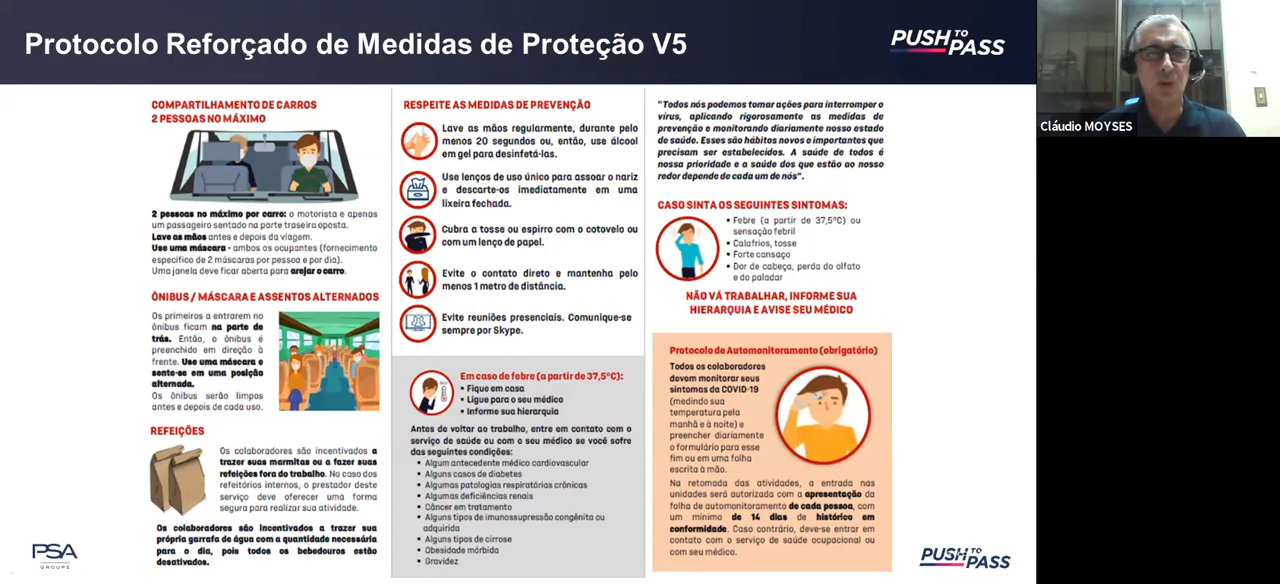 Protocolo Reforçado de Medidas de Proteção V5
PUSH TO PASS
Cláudio MOYSES
COMPARTILHAMENTO DE CARROS
2 PESSOAS NO MÁXIMO
2 pessoas no máximo por carro: o motorista e apenas
um passageiro sentado na parte traseira oposta.
Lave as mãos antes e depois da viagem.
Use uma máscara - ambos os ocupantes (fornecimento
específico de 2 máscaras por pessoa e por dia).
Uma janela deve ficar aberta para arejar o carro.
ÔNIBUS / MÁSCARA E ASSENTOS ALTERNADOS
Os primeiros a entrarem no
ônibus ficam na parte de
trás. Então, o ônibus é
preenchido em direção à
frente. Use uma máscara e
sente-se em uma posição
alternada.
Os ônibus serão limpos
antes e depois de cada uso.
REFEIÇÕES
Os colaboradores são incentivados a
trazer suas marmitas ou a fazer suas
refeições fora do trabalho. No caso dos
refeitórios internos, o prestador deste
serviço deve oferecer uma forma
segura para realizar sua atividade.
Os colaboradores são incentivados a trazer sua
própria garrafa de água com a quantidade necessária
para o dia, pois todos os bebedouros estão
desativados.
RESPEITE AS MEDIDAS DE PREVENÇÃO
Lave as mãos regularmente, durante pelo
menos 20 segundos ou, então, use álcool
em gel para desinfetá-las.
Use lenços de uso único para assoar o nariz
e descarte-os imediatamente em uma
lixeira fechada.
Cubra a tosse ou espirro com o cotovelo ou
com um lenço de papel.
Evite o contato direto e mantenha pelo
menos 1 metro de distância.
Evite reuniões presenciais. Comunique-se
sempre por Skype.
Em caso de febre (a partir de 37,5°C):
• Fique em casa
• Ligue para o seu médico
• Informe sua hierarquia
Antes de voltar ao trabalho, entre em contato com o
serviço de saúde ou com o seu médico se você sofre
das seguintes condições:
• Algum antecedente médico cardiovascular
• Alguns casos de diabetes
• Algumas patologias respiratórias crônicas
• Algumas deficiências renais
• Câncer em tratamento
• Alguns tipos de imunossupressão congênita ou
adquirida
• Alguns tipos de cirrose
• Obesidade mórbida
• Gravidez
"Todos nós podemos tomar ações para interromper o
vírus, aplicando rigorosamente as medidas de
prevenção e monitorando diariamente nosso estado
de saúde. Esses são hábitos novos e importantes que
precisam ser estabelecidos. A saúde de todos é
nossa prioridade e a saúde dos que estão ao nosso
redor depende de cada um de nós".
CASO SINTA OS SEGUINTES SINTOMAS:
• Febre (a partir de 37,5°C) ou
sensação febril
• Calafrios, tosse
• Forte cansaço
• Dor de cabeça, perda do olfato
e do paladar
NÃO VÁ TRABALHAR, INFORME SUA
HIERARQUIA E AVISE SEU MÉDICO
Protocolo de Automonitoramento (obrigatório)
Todos os colaboradores
devem monitorar seus
sintomas da COVID-19
(medindo sua
temperatura pela
manhã e à noite) e
preencher diariamente
o formulário para esse
fim ou em uma folha
escrita à mão.
Na retomada das atividades, a entrada nas
unidades será autorizada com a apresentação da
folha de automonitoramento de cada pessoa, com
um mínimo de 14 dias de histórico em
conformidade. Caso contrário, deve-se entrar em
contato com o serviço de saúde ocupacional ou
com seu médico.
PSA
GROUPE
PUSH TO PASS